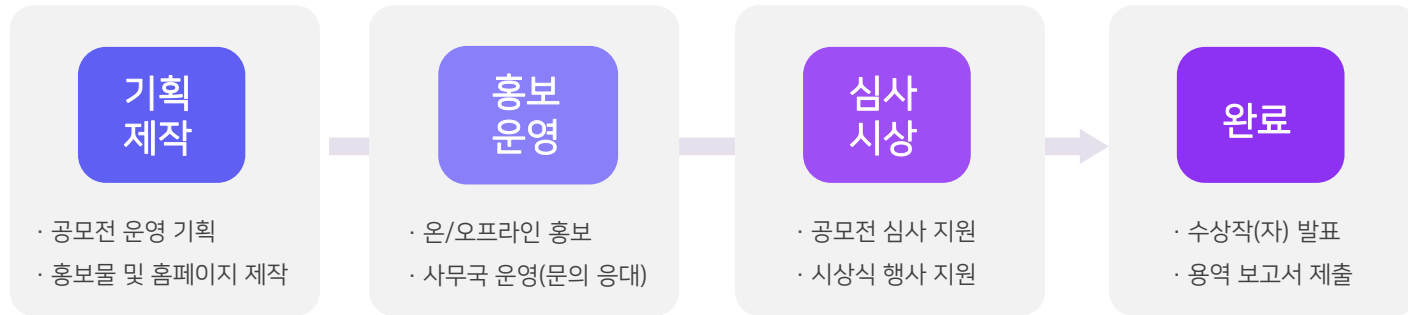 기획
제작
· 공모전 운영 기획
· 홍보물 및 홈페이지 제작
홍보
운영
· 온/오프라인 홍보
· 사무국 운영(문의 응대)
심사
시상
· 공모전 심사 지원
· 시상식 행사 지원
완료
· 수상작(자) 발표
· 용역 보고서 제출